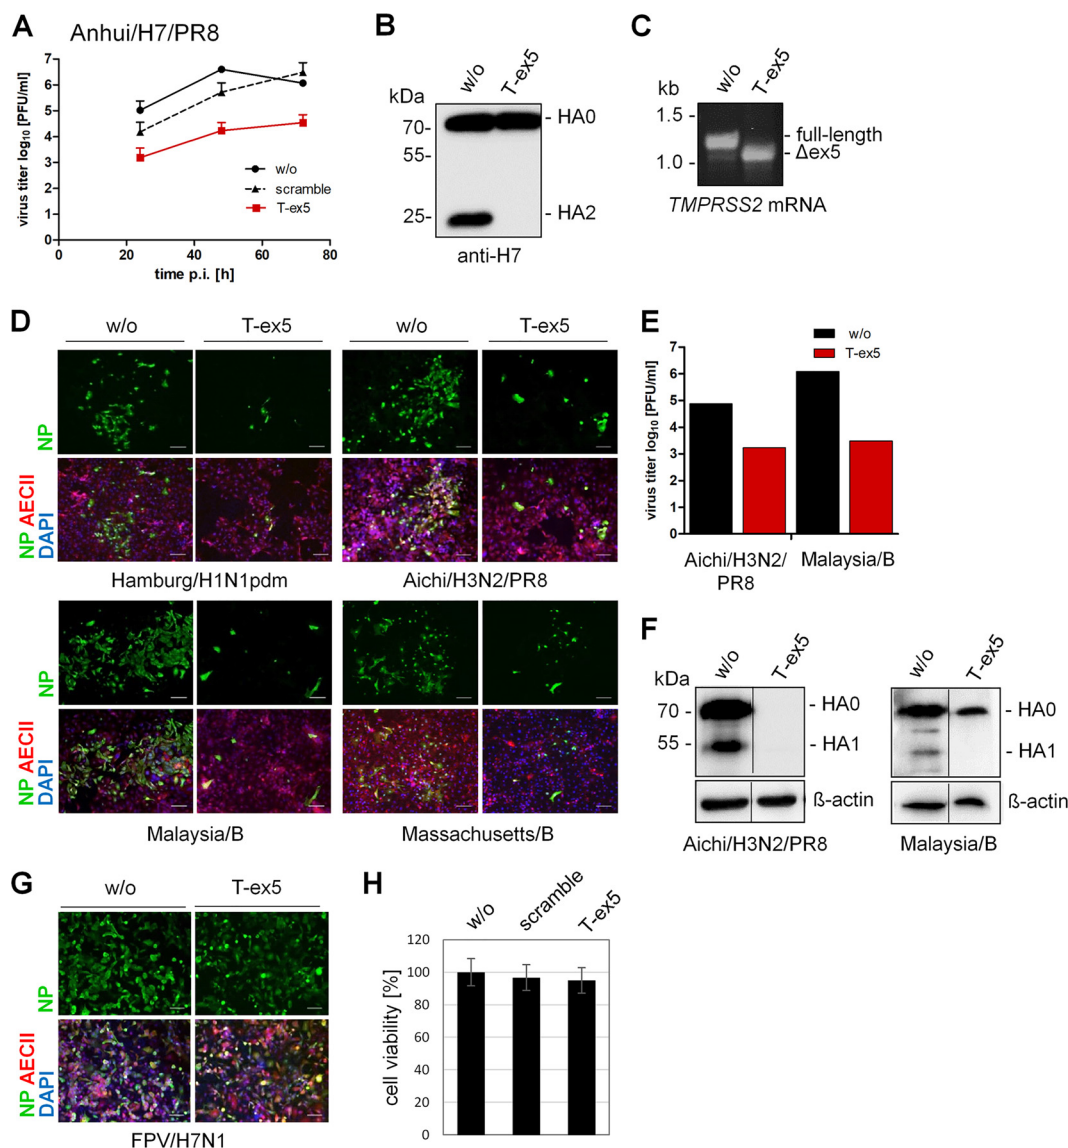 A
Anhui/H7/PR8
virus titer log10 [PFU/ml]
7
6
5
4
3
2
1
0
0 20 40 60 80
time p.i. [h]
w/o
scramble
T-ex5
B
w/o T-ex5
kDa
70-
55-
25-
- HA0
- HA2
anti-H7
C
w/o T-ex5
kb
1.5 -
1.0 -
- full-length
- Δex5
TMPRSS2 mRNA
D
w/o T-ex5 w/o T-ex5
NP
NP AECII
DAPI
Hamburg/H1N1pdm Aichi/H3N2/PR8
NP
NP AECII
DAPI
Malaysia/B Massachusetts/B
E
w/o
T-ex5
virus titer log10 [PFU/ml]
7
6
5
4
3
2
1
0
Aichi/H3N2/
PR8
Malaysia/B
F
w/o T-ex5
kDa
70 -
55 -
- HA0
- HA1
ß-actin
Aichi/H3N2/PR8
w/o T-ex5
- HA0
- HA1
ß-actin
Malaysia/B
G
w/o T-ex5
NP
NP AECII
DAPI
FPV/H7N1
H
w/o scramble T-ex5
cell viability [%]
120
100
80
60
40
20
0